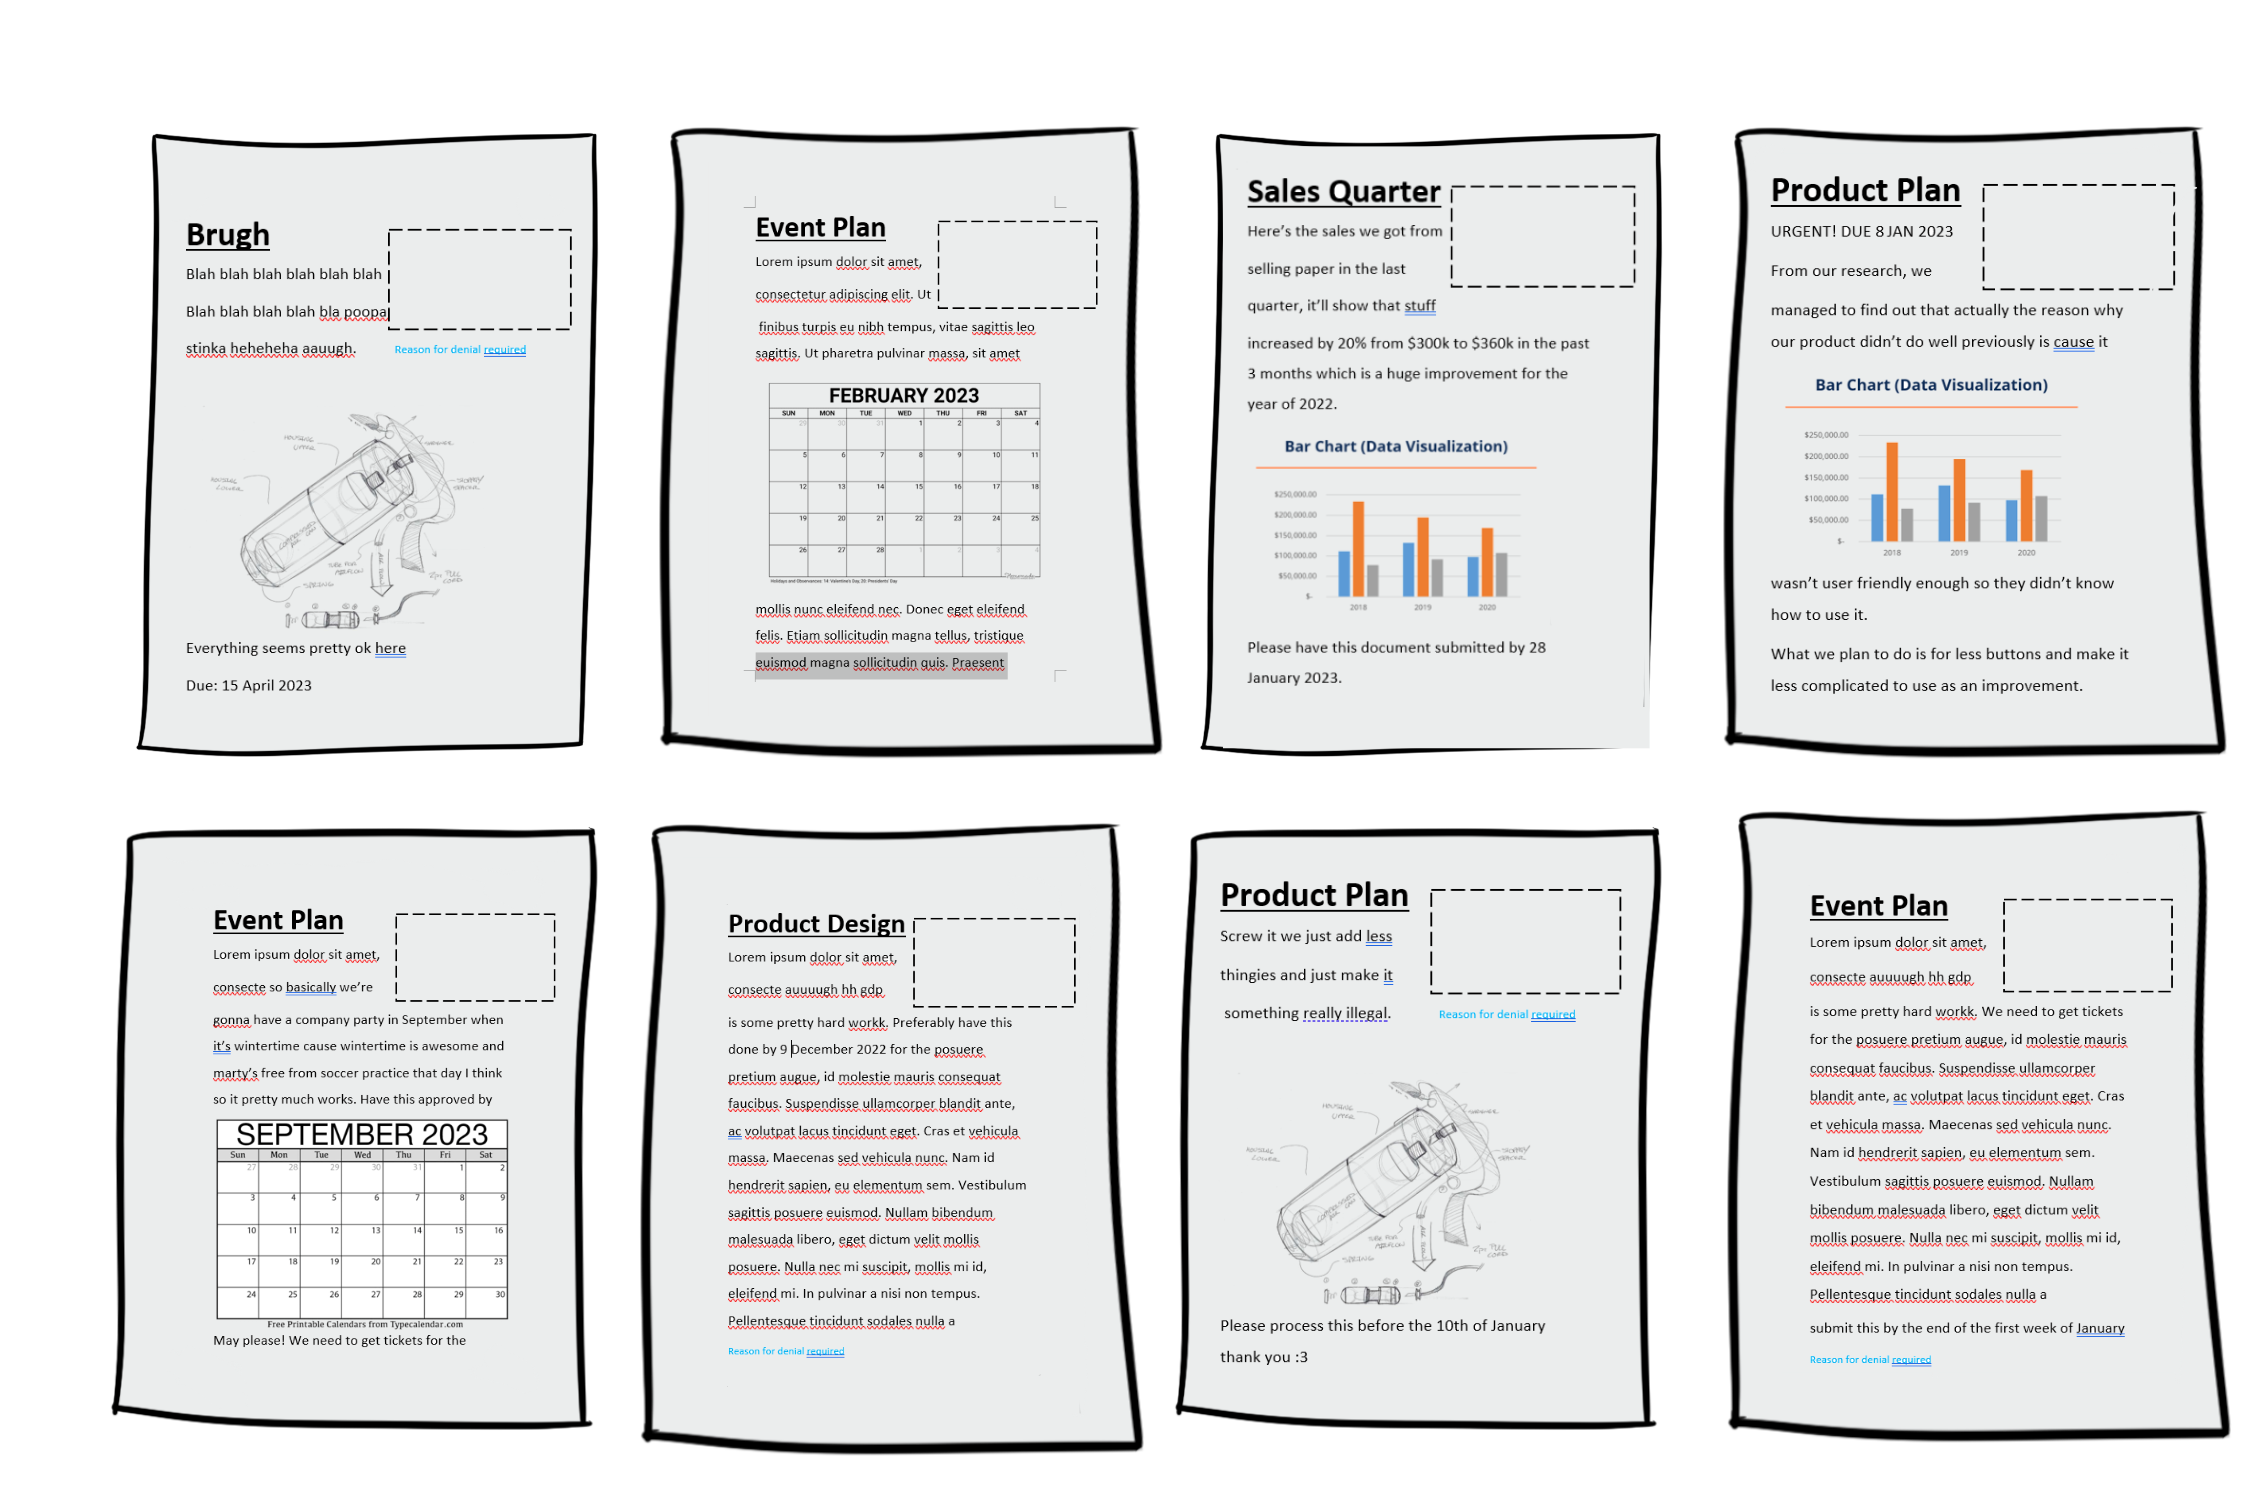 Brugh
Blah blah blah blah blah blah
Blah blah blah blah bla poopa
stinka heheheha aauugh.
Reason for denial required
HOUSING UPPER
HOUSING LOWER
COMPRESSED
SPRING
2pc PULL CORD
Everything seems pretty ok here
Due: 15 April 2023
Event Plan
Lorem ipsum dolor sit amet,
consectetur adipiscing elit. Ut
finibus turpis eu nibh tempus, vitae sagittis leo
sagittis. Ut pharetra pulvinar massa, sit amet
FEBRUARY 2023
SUN MON TUE WED THU FRI SAT
29 30 31 1 2 3 4
5 6 7 8 9 10 11
12 13 14 15 16 17 18
19 20 21 22 23 24 25
26 27 28 1 2 3 4
Holidays and Observances: 14: Valentine's Day, 20: Presidents' Day
mollis nunc eleifend nec. Donec eget eleifend
felis. Etiam sollicitudin magna tellus, tristique
euismod magna sollicitudin quis. Praesent
Sales Quarter
Here's the sales we got from
selling paper in the last
quarter, it'll show that stuff
increased by 20% from $300k to $360k in the past
3 months which is a huge improvement for the
year of 2022.
Bar Chart (Data Visualization)
$250,000.00
$200,000.00
$150,000.00
$100,000.00
$50,000.00
$-
2018 2019 2020
Please have this document submitted by 28
January 2023.
Product Plan
URGENT! DUE 8 JAN 2023
From our research, we
managed to find out that actually the reason why
our product didn't do well previously is cause it
Bar Chart (Data Visualization)
$250,000.00
$200,000.00
$150,000.00
$100,000.00
$50,000.00
$-
2018 2019 2020
wasn't user friendly enough so they didn't know
how to use it.
What we plan to do is for less buttons and make it
less complicated to use as an improvement.
Event Plan
Lorem ipsum dolor sit amet,
consecte so basically we're
gonna have a company party in September when
it's wintertime cause wintertime is awesome and
marty's free from soccer practice that day I think
so it pretty much works. Have this approved by
SEPTEMBER 2023
Sun Mon Tue Wed Thu Fri Sat
27 28 29 30 31 1 2
3 4 5 6 7 8 9
10 11 12 13 14 15 16
17 18 19 20 21 22 23
24 25 26 27 28 29 30
Free Printable Calendars from Typecalendar.com
May please! We need to get tickets for the
Product Design
Lorem ipsum dolor sit amet,
consecte auuuugh hh gdp
is some pretty hard workk. Preferably have this
done by 9 December 2022 for the posuere
pretium augue, id molestie mauris consequat
faucibus. Suspendisse ullamcorper blandit ante,
ac volutpat lacus tincidunt eget. Cras et vehicula
massa. Maecenas sed vehicula nunc. Nam id
hendrerit sapien, eu elementum sem. Vestibulum
sagittis posuere euismod. Nullam bibendum
malesuada libero, eget dictum velit mollis
posuere. Nulla nec mi suscipit, mollis mi id,
eleifend mi. In pulvinar a nisi non tempus.
Pellentesque tincidunt sodales nulla a
Reason for denial required
Product Plan
Screw it we just add less
thingies and just make it
something really illegal.
Reason for denial required
HOUSING UPPER
HOUSING LOWER
COMPRESSED
SPRING
2pc PULL CORD
Please process this before the 10th of January
thank you :3
Event Plan
Lorem ipsum dolor sit amet,
consecte auuuugh hh gdp
is some pretty hard workk. We need to get tickets
for the posuere pretium augue, id molestie mauris
consequat faucibus. Suspendisse ullamcorper
blandit ante, ac volutpat lacus tincidunt eget. Cras
et vehicula massa. Maecenas sed vehicula nunc.
Nam id hendrerit sapien, eu elementum sem.
Vestibulum sagittis posuere euismod. Nullam
bibendum malesuada libero, eget dictum velit
mollis posuere. Nulla nec mi suscipit, mollis mi id,
eleifend mi. In pulvinar a nisi non tempus.
Pellentesque tincidunt sodales nulla a
submit this by the end of the first week of January
Reason for denial required